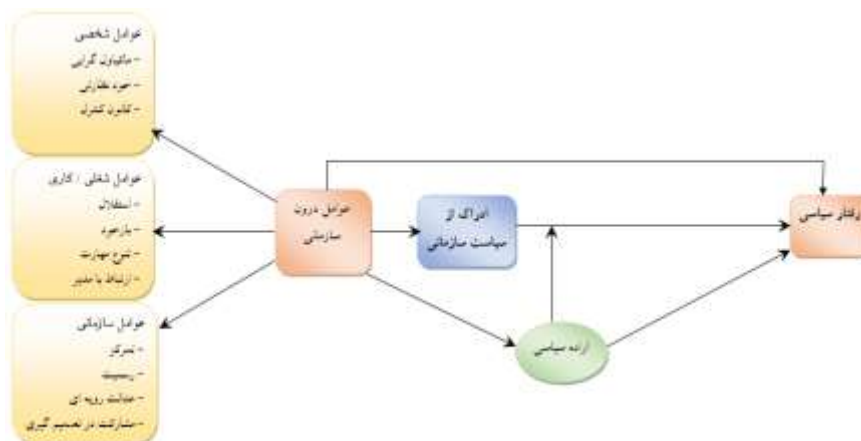 عوامل شخصی
- ماکیاول گرایی
- خود نظارتی
- کانون کنترل
عوامل شغلی / کاری
- استقلال
- بازخورد
- تنوع مهارت
- ارتباط با مدیر
عوامل سازمانی
- تمرکز
- رسمیت
- عدالت رویه ای
- مشارکت در تصمیم گیری
عوامل درون
سازمانی
ادراک از
سیاست سازمانی
اراده سیاسی
رفتار سیاسی